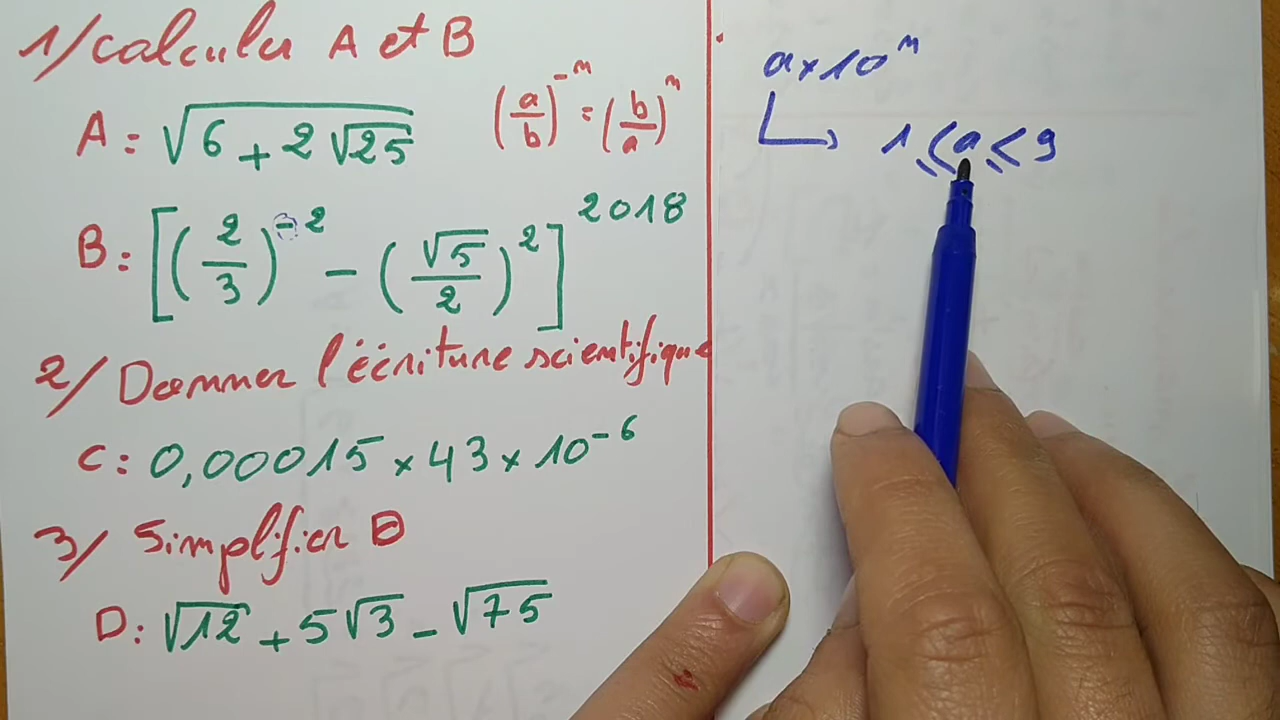 1/ calculer A et B
A = √(6 + 2√25)
(a/b)^-n = (b/a)^n
B = [(2/3)^-2 - (√5/2)^2]^2018
2/ Donner l'écriture scientifique
C = 0,00015 × 43 × 10^-6
3/ Simplifier D
D = √12 + 5√3 - √75
a×10^n
1 ≤ a ≤ 9